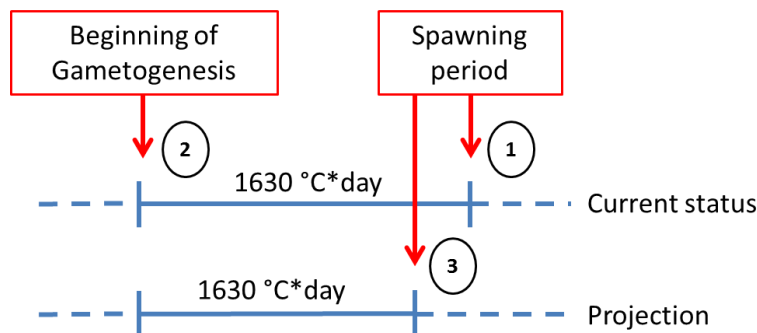 Beginning of
Gametogenesis
Spawning
period
2
1
1630 °C*day
Current status
3
1630 °C*day
Projection